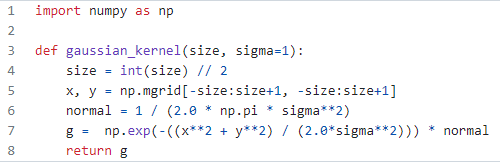 1 import numpy as np
2
3 def gaussian_kernel(size, sigma=1):
4     size = int(size) // 2
5     x, y = np.mgrid[-size:size+1, -size:size+1]
6     normal = 1 / (2.0 * np.pi * sigma**2)
7     g =  np.exp(-((x**2 + y**2) / (2.0*sigma**2))) * normal
8     return g